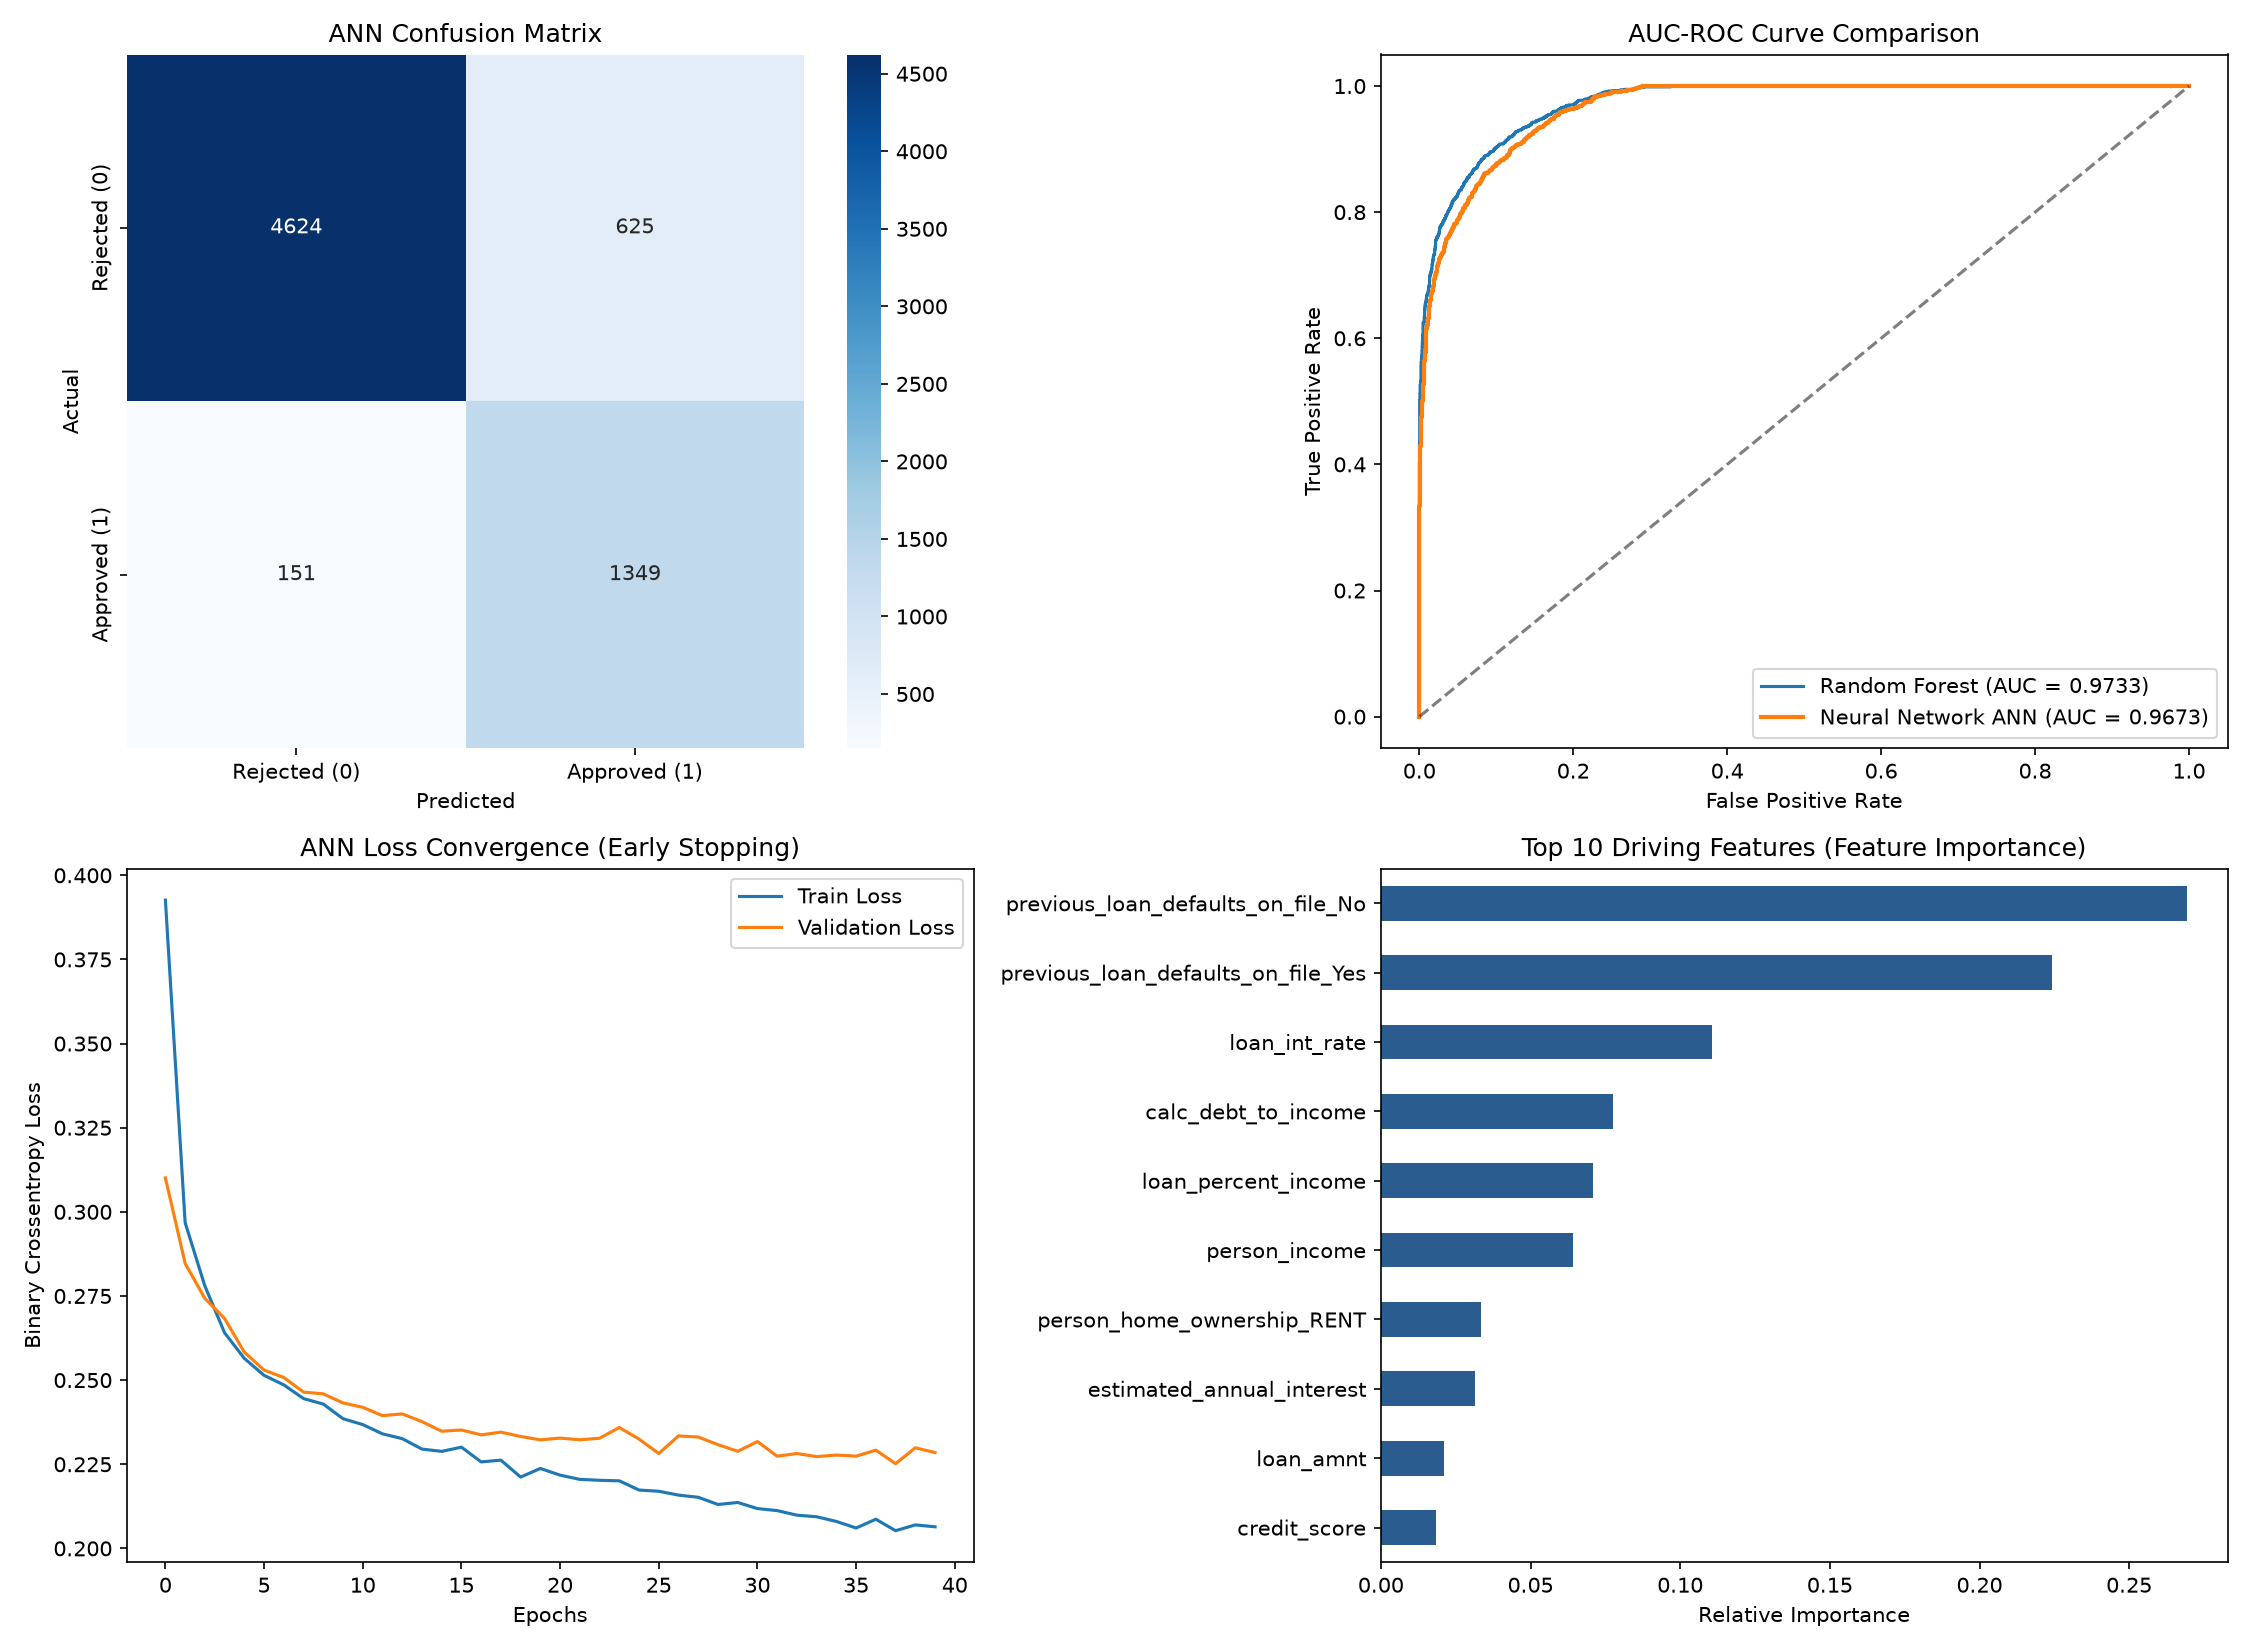 ANN Confusion Matrix
Actual
Rejected (0)
Approved (1)
4624
625
151
1349
Rejected (0)
Approved (1)
Predicted
4500
4000
3500
3000
2500
2000
1500
1000
500
AUC-ROC Curve Comparison
True Positive Rate
1.0
0.8
0.6
0.4
0.2
0.0
Random Forest (AUC = 0.9733)
Neural Network ANN (AUC = 0.9673)
0.0
0.2
0.4
0.6
0.8
1.0
False Positive Rate
ANN Loss Convergence (Early Stopping)
Binary Crossentropy Loss
0.400
0.375
0.350
0.325
0.300
0.275
0.250
0.225
0.200
Train Loss
Validation Loss
0
5
10
15
20
25
30
35
40
Epochs
Top 10 Driving Features (Feature Importance)
previous_loan_defaults_on_file_No
previous_loan_defaults_on_file_Yes
loan_int_rate
calc_debt_to_income
loan_percent_income
person_income
person_home_ownership_RENT
estimated_annual_interest
loan_amnt
credit_score
0.00
0.05
0.10
0.15
0.20
0.25
Relative Importance